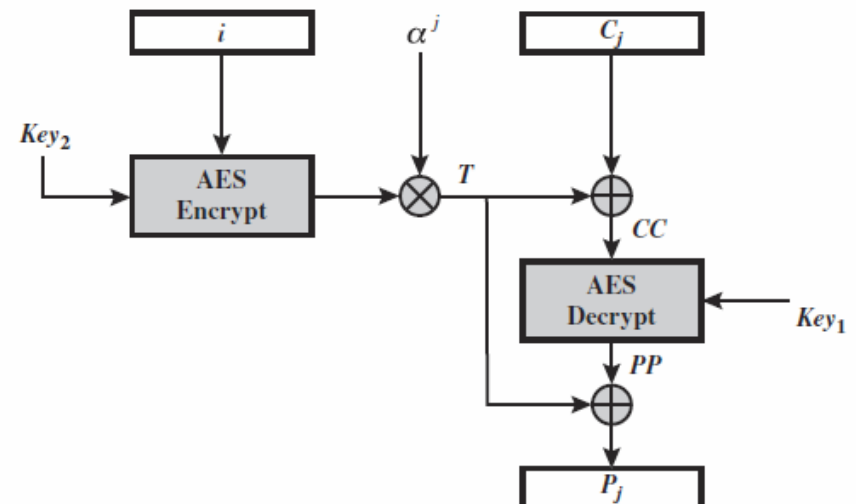 i
α^j
C_j
Key_2
AES
Encrypt
T
CC
AES
Decrypt
Key_1
PP
P_j